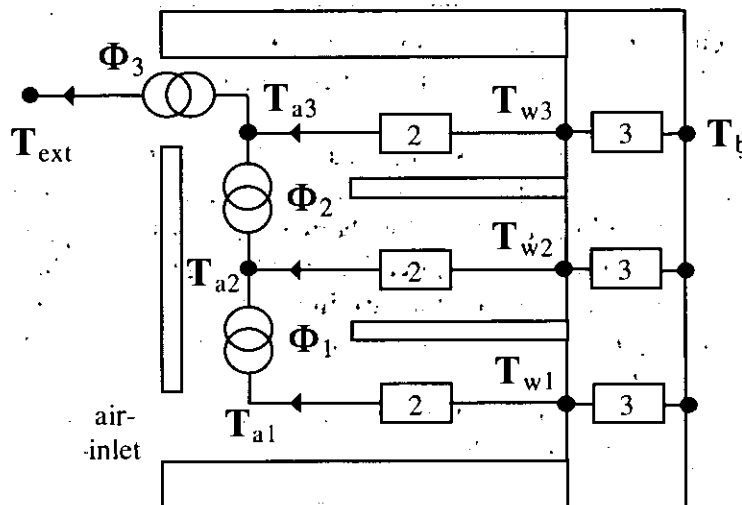 Φ3
Ta3
Tw3
2
3
Tb
Text
Φ2
Tw2
Ta2
2
3
Φ1
Tw1
2
3
Ta1
air-
inlet